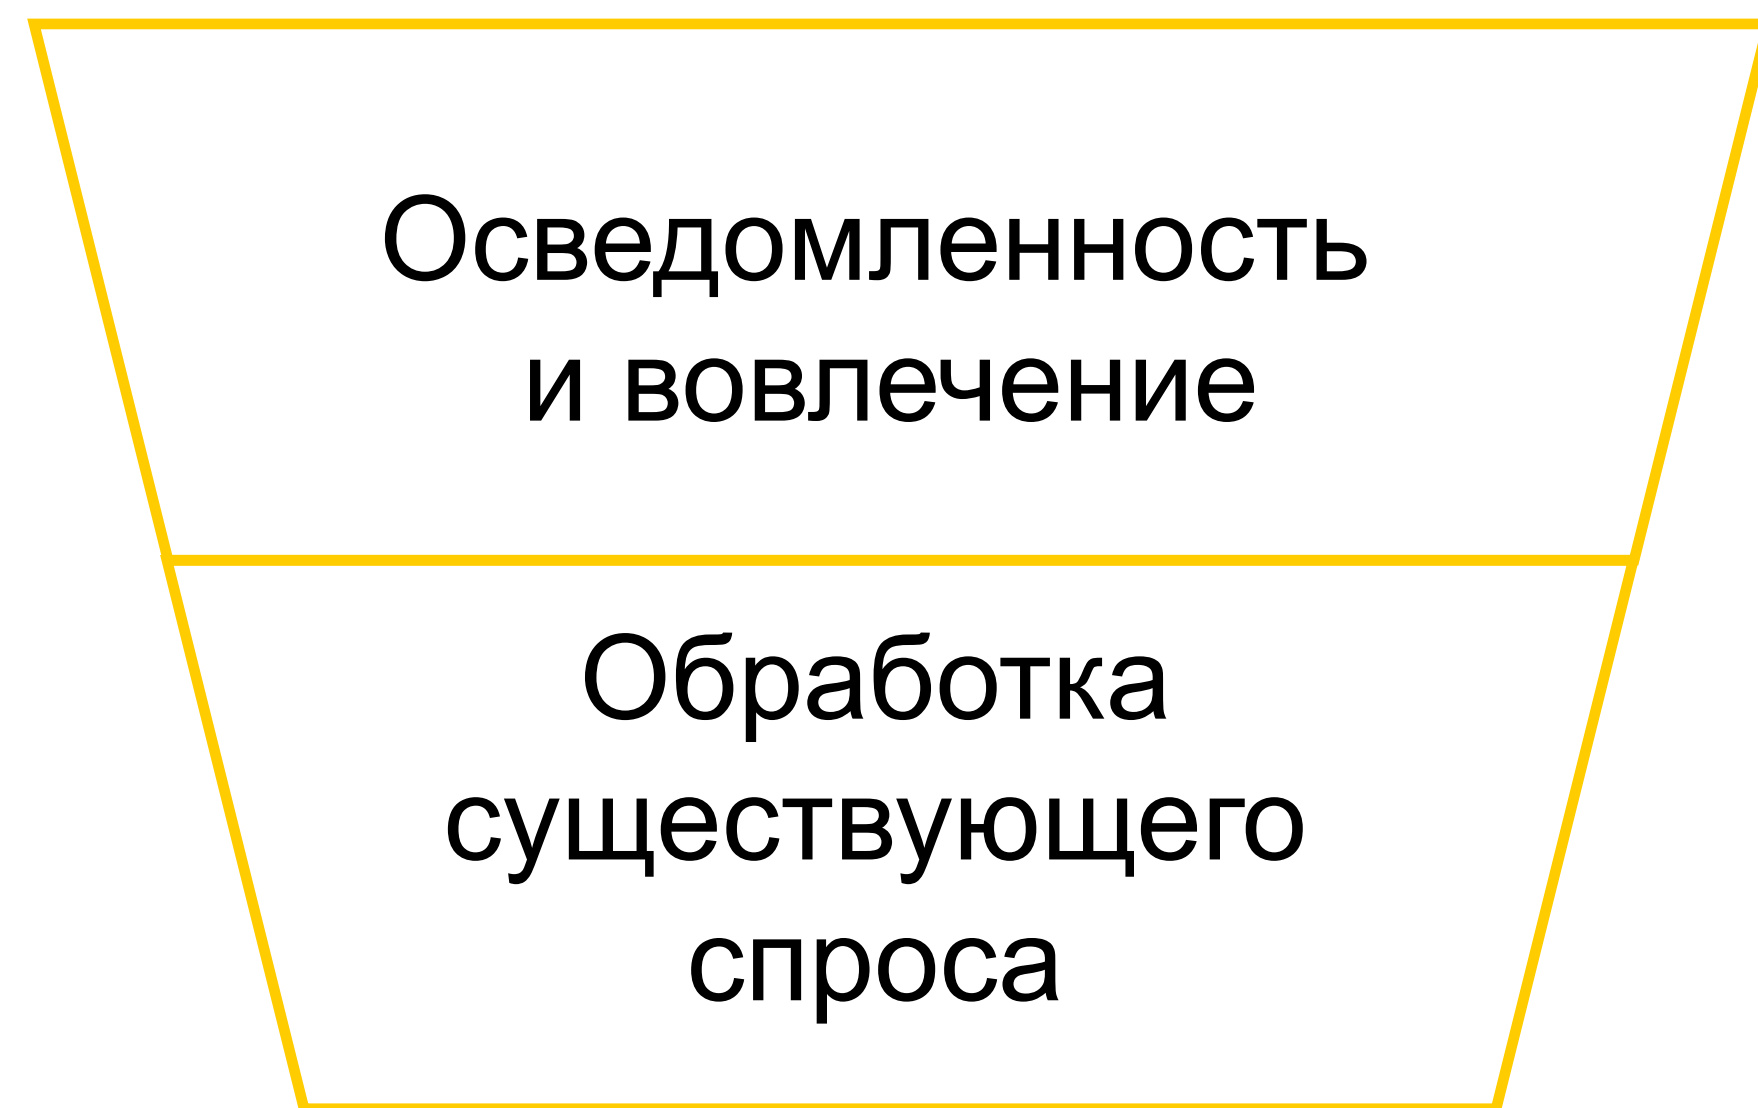 Осведомленность
и вовлечение
Обработка
существующего
спроса